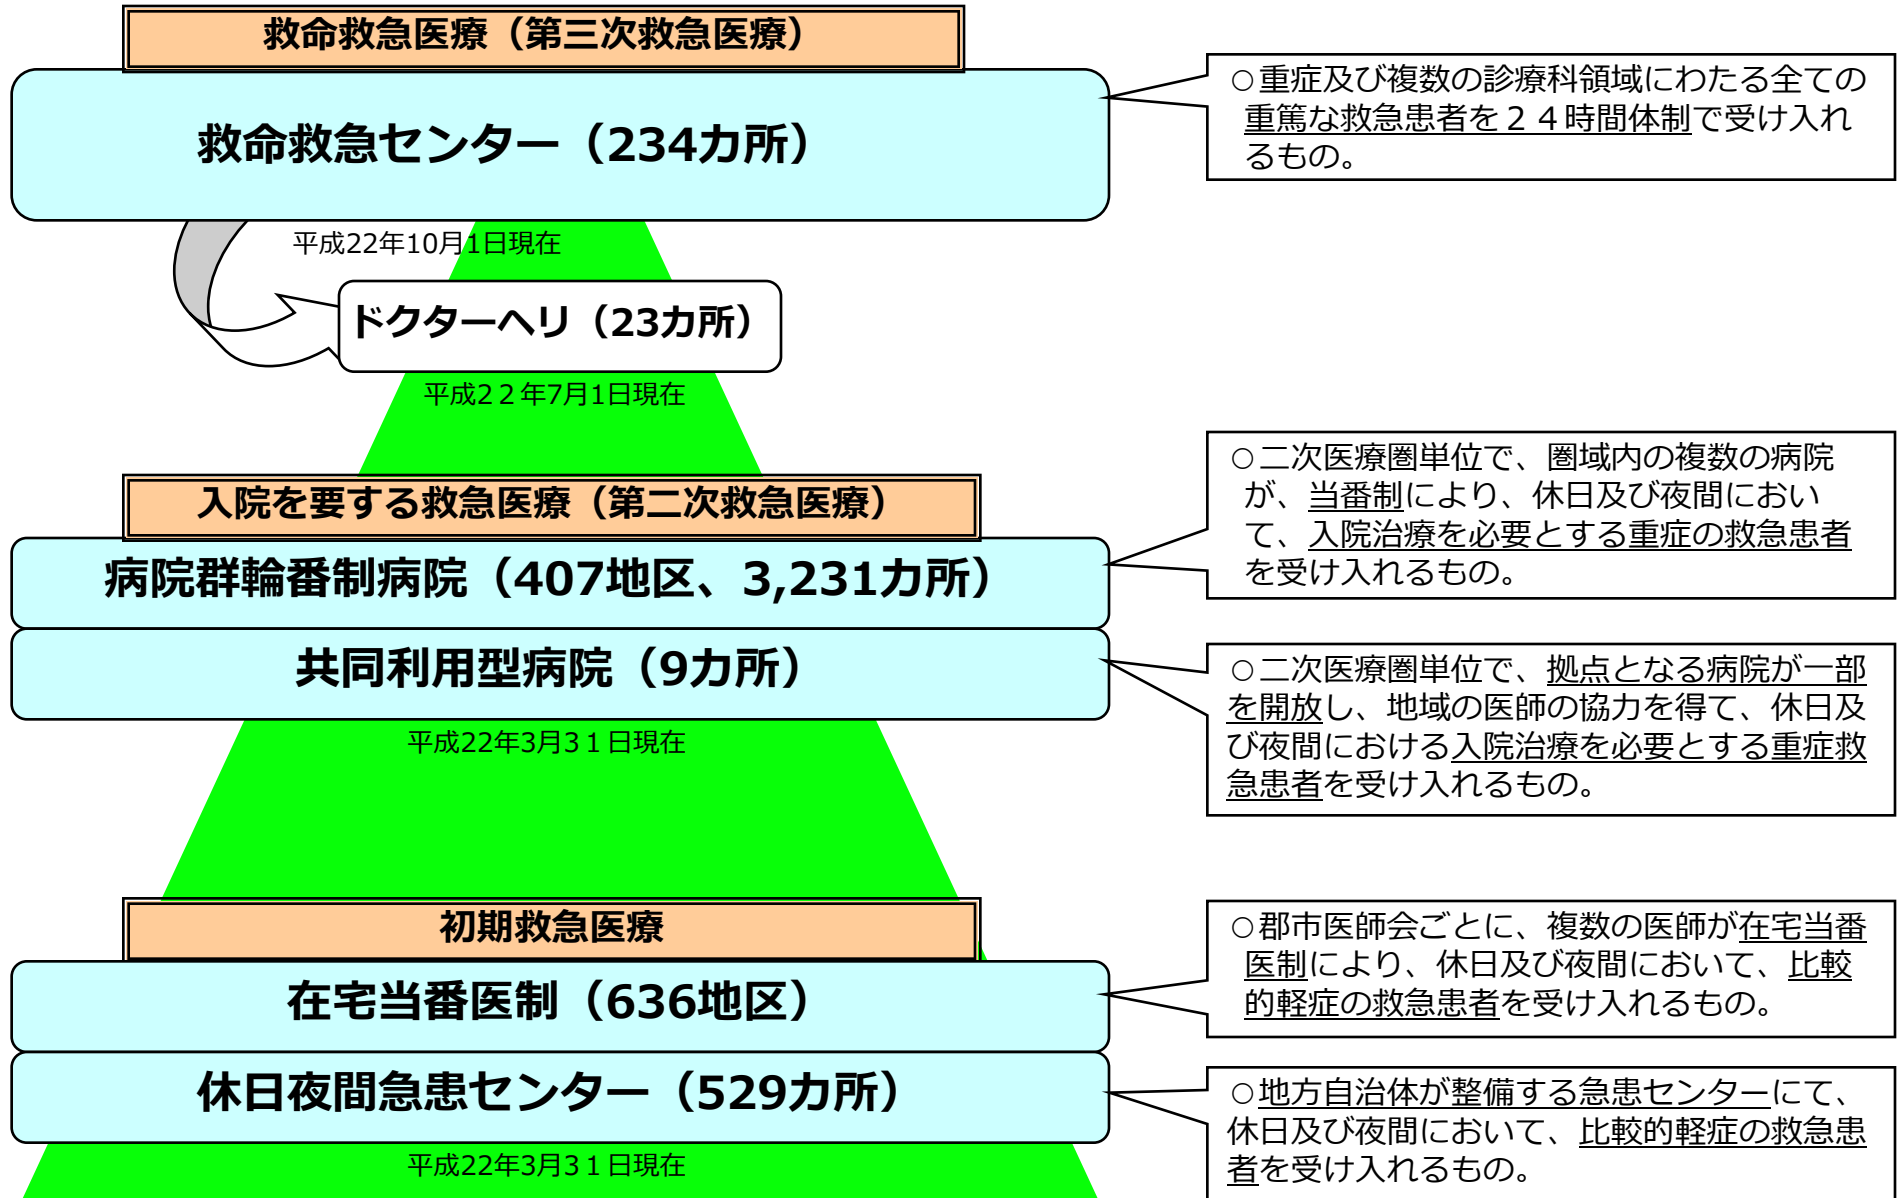 救命救急医療（第三次救急医療）
救命救急センター（234カ所）
○重症及び複数の診療科領域にわたる全ての
重篤な救急患者を２４時間体制で受け入れ
るもの。
平成22年10月1日現在
ドクターヘリ（23カ所）
平成2２年7月1日現在
入院を要する救急医療（第二次救急医療）
病院群輪番制病院（407地区、3,231カ所）
○二次医療圏単位で、圏域内の複数の病院
が、当番制により、休日及び夜間におい
て、入院治療を必要とする重症の救急患者
を受け入れるもの。
共同利用型病院（9カ所）
○二次医療圏単位で、拠点となる病院が一部
を開放し、地域の医師の協力を得て、休日及
び夜間における入院治療を必要とする重症救
急患者を受け入れるもの。
平成22年3月3１日現在
初期救急医療
在宅当番医制（636地区）
○郡市医師会ごとに、複数の医師が在宅当番
医制により、休日及び夜間において、比較
的軽症の救急患者を受け入れるもの。
休日夜間急患センター（529カ所）
○地方自治体が整備する急患センターにて、
休日及び夜間において、比較的軽症の救急患
者を受け入れるもの。
平成22年3月3１日現在